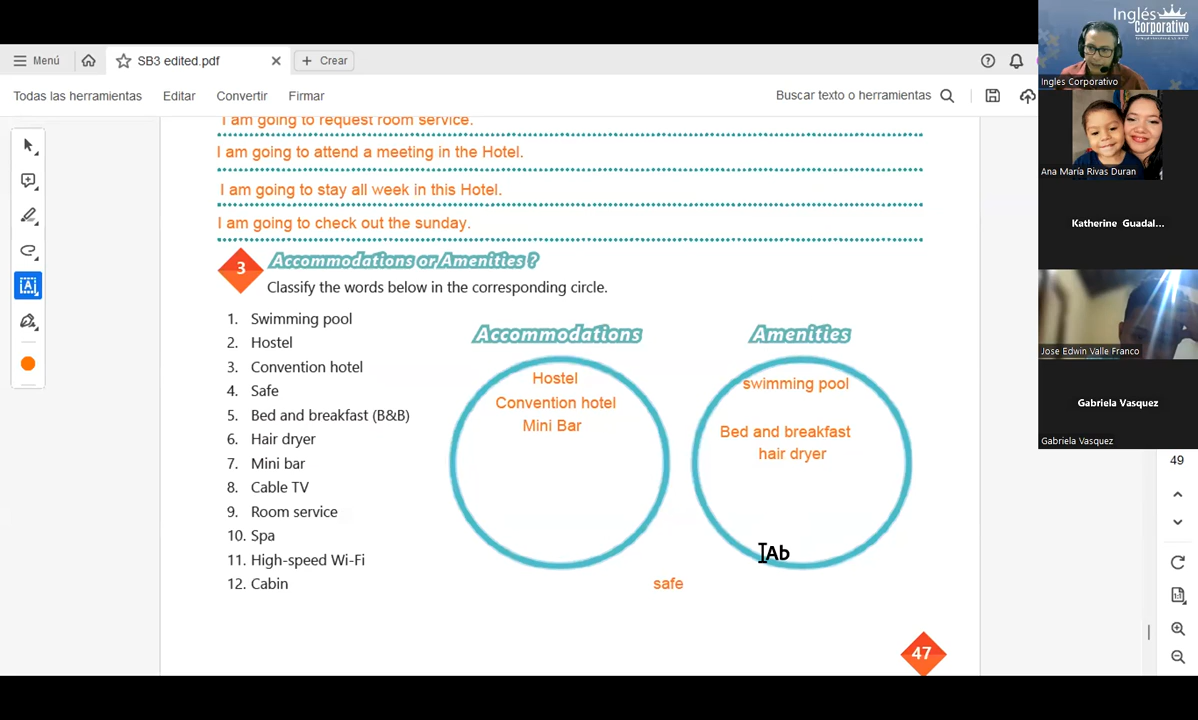 Menú
SB3 edited.pdf
Crear
Todas las herramientas
Editar
Convertir
Firmar
Buscar texto o herramientas
I am going to request room service.
I am going to attend a meeting in the Hotel.
I am going to stay all week in this Hotel.
I am going to check out the sunday.
3
Accommodations or Amenities ?
Classify the words below in the corresponding circle.
1. Swimming pool
2. Hostel
3. Convention hotel
4. Safe
5. Bed and breakfast (B&B)
6. Hair dryer
7. Mini bar
8. Cable TV
9. Room service
10. Spa
11. High-speed Wi-Fi
12. Cabin
Accommodations
Hostel
Convention hotel
Mini Bar
Amenities
swimming pool
Bed and breakfast
hair dryer
Ab
safe
47
Inglés
Corporativo
Ingles Corporativo
Ana María Rivas Duran
Katherine Guadal...
Jose Edwin Valle Franco
Gabriela Vasquez
Gabriela Vasquez
49